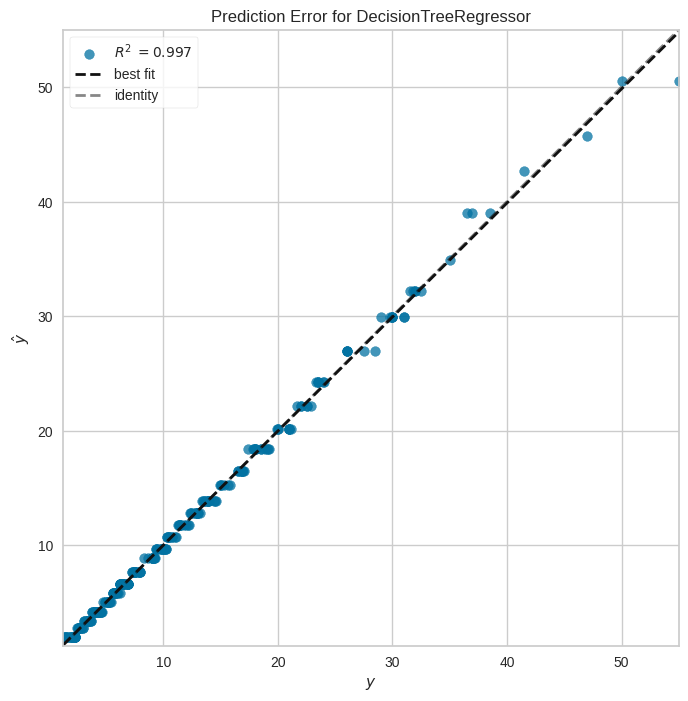 Prediction Error for DecisionTreeRegressor
R² = 0.997
best fit
identity
50
40
30
20
10
ŷ
10 20 30 40 50
y